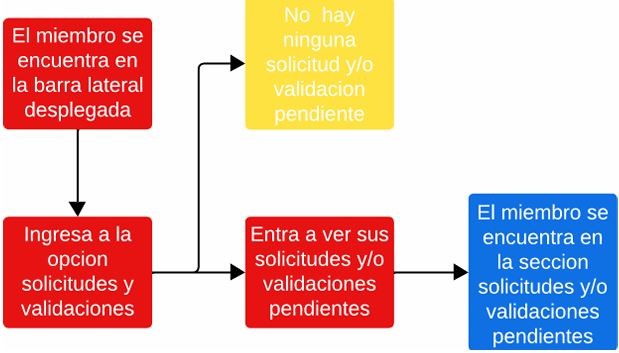 El miembro se
encuentra en
la barra lateral
desplegada
No hay
ninguna
solicitud y/o
validacion
pendiente
Ingresa a la
opcion
solicitudes y
validaciones
Entra a ver sus
solicitudes y/o
validaciones
pendientes
El miembro se
encuentra en
la seccion
solicitudes y/o
validaciones
pendientes